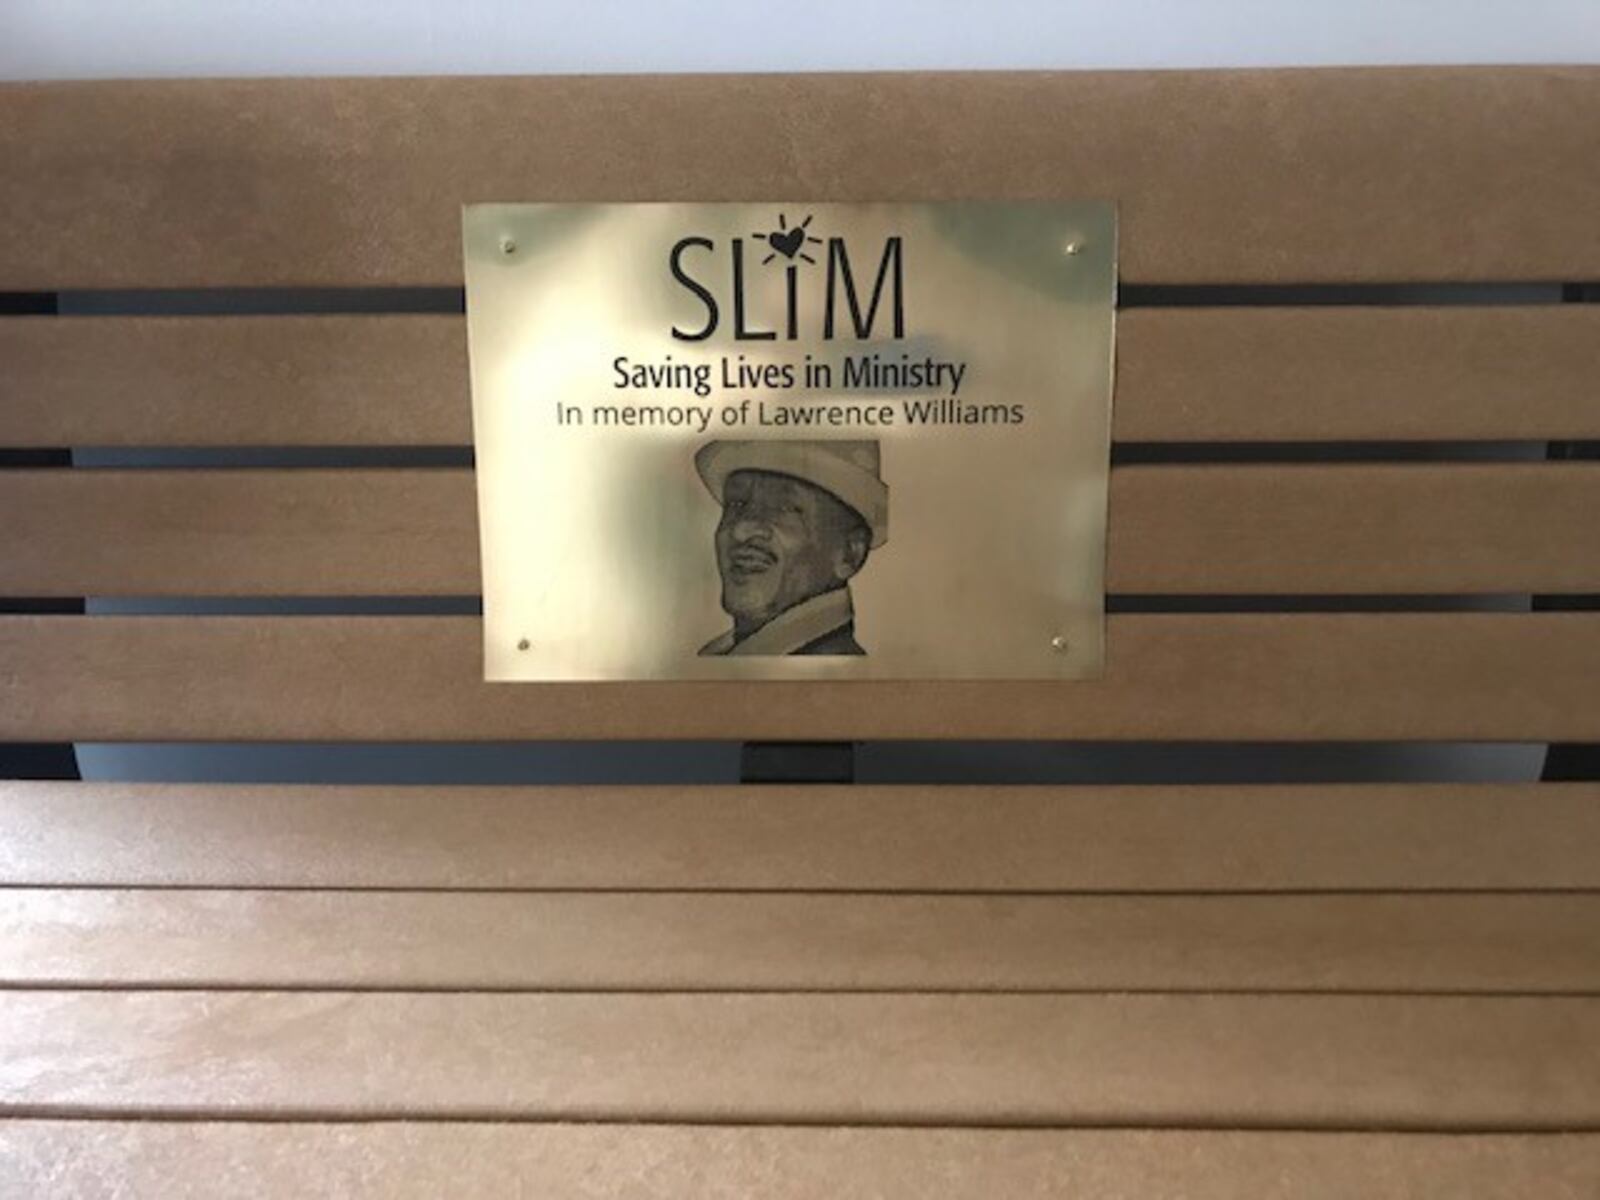 SLiM
Saving Lives in Ministry
In memory of Lawrence Williams